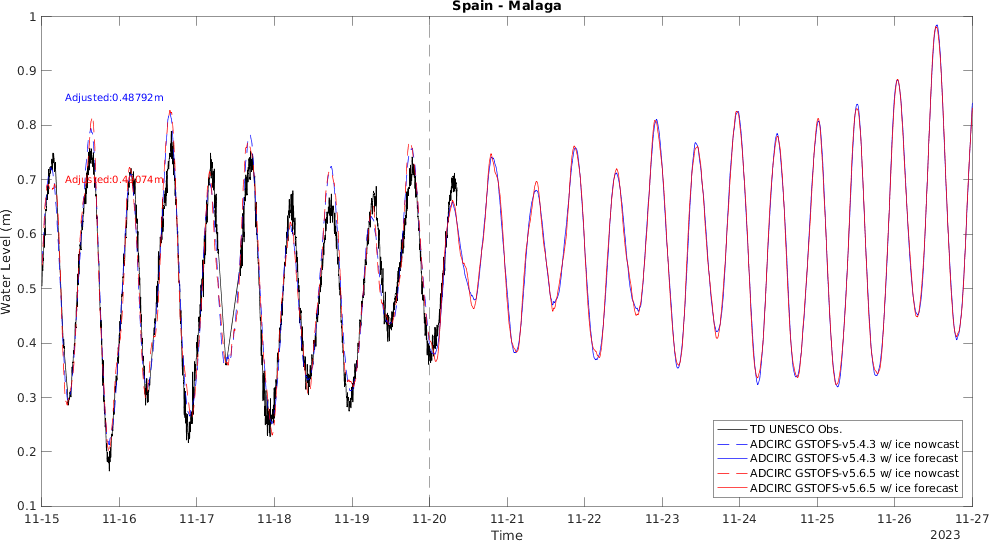 Spain - Malaga
1
0.9
0.8
0.7
0.6
0.5
0.4
0.3
0.2
0.1
Water Level (m)
Adjusted:0.48792m
TD UNESCO Obs.
ADCIRC GSTOFS-v5.4.3 w/ ice nowcast
ADCIRC GSTOFS-v5.4.3 w/ ice forecast
ADCIRC GSTOFS-v5.6.5 w/ ice nowcast
ADCIRC GSTOFS-v5.6.5 w/ ice forecast
11-15 11-16 11-17 11-18 11-19 11-20 11-21 11-22 11-23 11-24 11-25 11-26 11-27
Time
2023